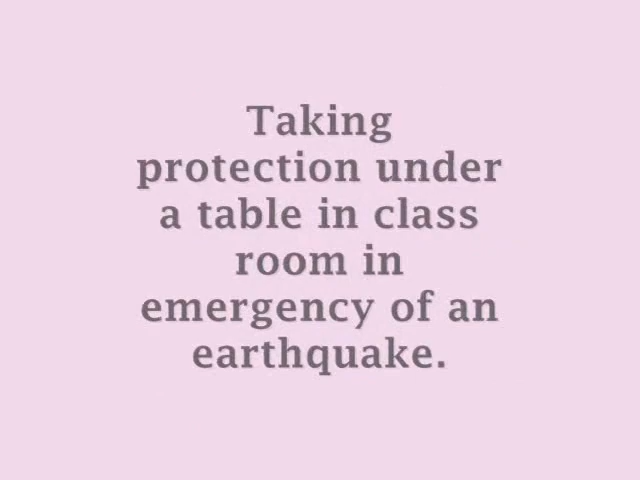 Taking
protection under
a table in class
room in
emergency of an
earthquake.